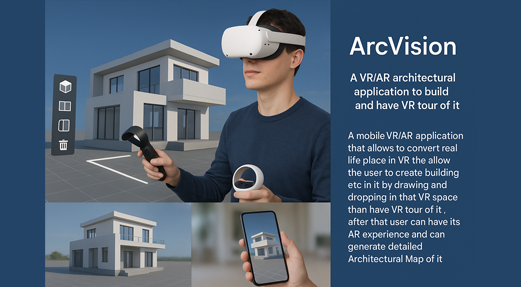 ArcVision
A VR/AR architectural
application to build
and have VR tour of it
A mobile VR/AR application
that allows to convert real
life place in VR the allow
the user to create building
etc in it by drawing and
dropping in that VR space
than have VR tour of it ,
after that user can have its
AR experience and can
generate detailed
Architectural Map of it